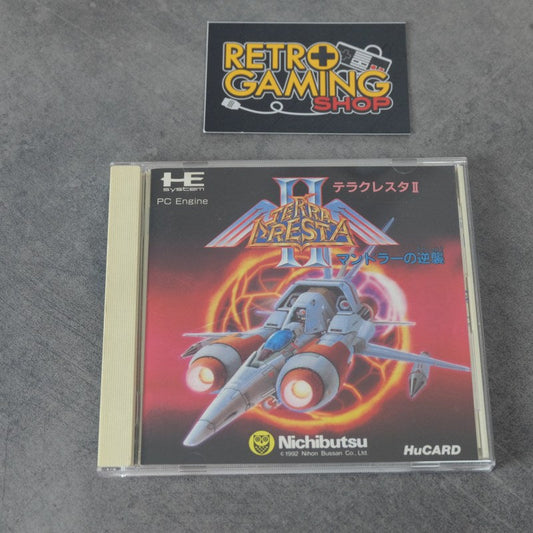 RETRO
GAMING
SHOP
HE
system
PC Engine
II
テラクレスタII
TERRA
CRESTA
マンドラーの逆襲
Nichibutsu
©1992 Nihon Bussan Co., Ltd.
HuCARD